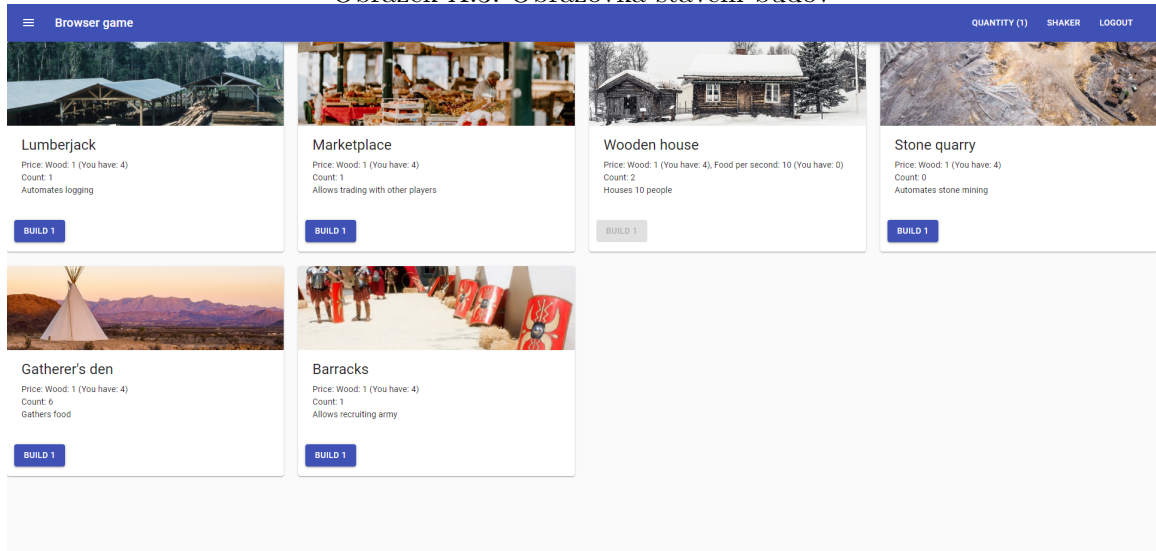 Obrázek A.3: Obrazovka stavení budov
Browser game
QUANTITY (1) SHAKER LOGOUT
Lumberjack
Price: Wood: 1 (You have: 4)
Count: 1
Automates logging
BUILD 1
Marketplace
Price: Wood: 1 (You have: 4)
Count: 1
Allows trading with other players
BUILD 1
Wooden house
Price: Wood: 1 (You have: 4), Food per second: 10 (You have: 0)
Count: 2
Houses 10 people
BUILD 1
Stone quarry
Price: Wood: 1 (You have: 4)
Count: 0
Automates stone mining
BUILD 1
Gatherer's den
Price: Wood: 1 (You have: 4)
Count: 6
Gathers food
BUILD 1
Barracks
Price: Wood: 1 (You have: 4)
Count: 1
Allows recruiting army
BUILD 1